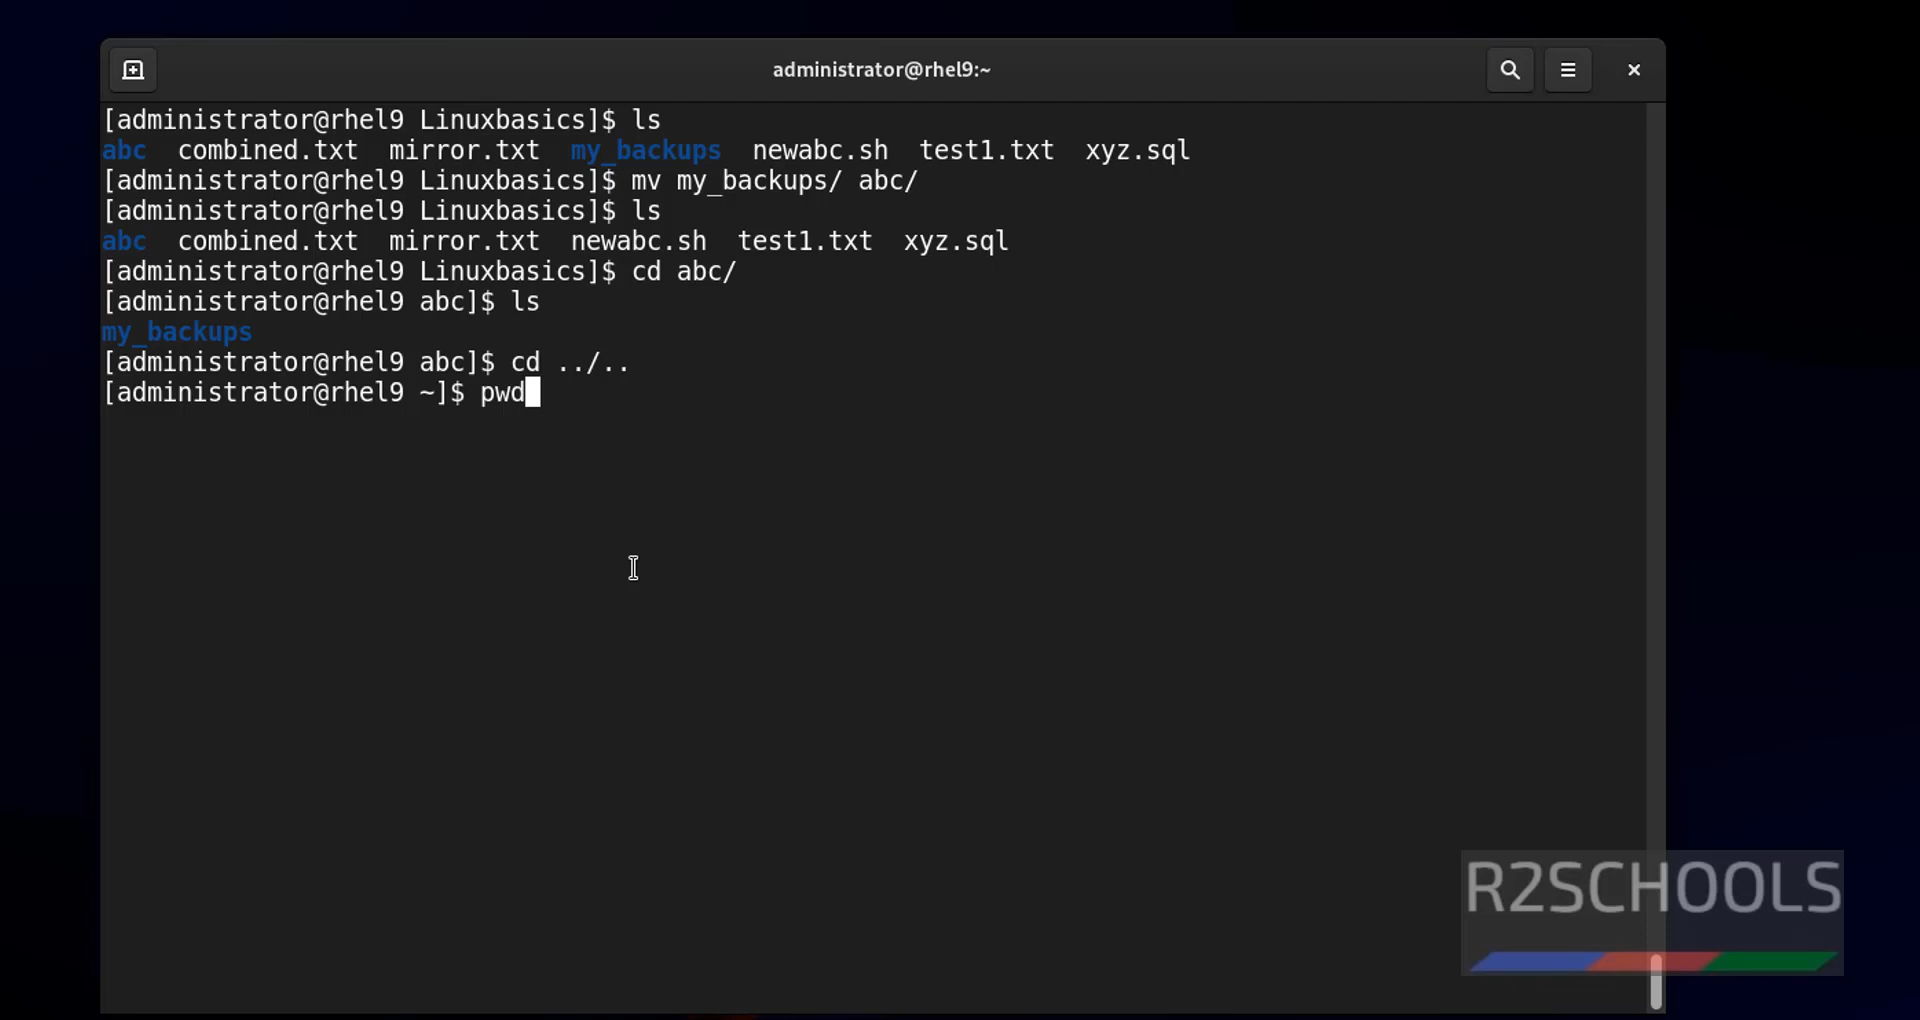 administrator@rhel9:~
[administrator@rhel9 Linuxbasics]$ ls
abc  combined.txt  mirror.txt  my_backups  newabc.sh  test1.txt  xyz.sql
[administrator@rhel9 Linuxbasics]$ mv my_backups/ abc/
[administrator@rhel9 Linuxbasics]$ ls
abc  combined.txt  mirror.txt  newabc.sh  test1.txt  xyz.sql
[administrator@rhel9 Linuxbasics]$ cd abc/
[administrator@rhel9 abc]$ ls
my_backups
[administrator@rhel9 abc]$ cd ../..
[administrator@rhel9 ~]$ pwd
R2SCHOOLS